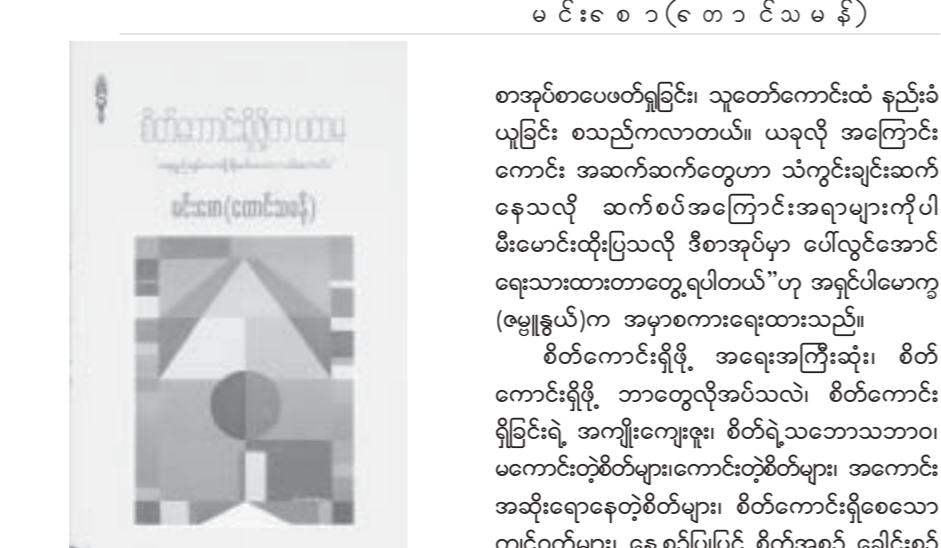 မင်းဧစာ(တောင်သမန်)
မင်းဧစာ(တောင်သမန်)
စာအုပ်စာပေဖတ်ရှုခြင်း၊ သူတော်ကောင်းထံ နည်းခံ
ယူခြင်း စသည်ကလာတယ်။ ယခုလို အကြောင်း
ကောင်း အဆက်ဆက်တွေဟာ သံကွင်းချင်းဆက်
နေသလို ဆက်စပ်အကြောင်းအရာများကိုပါ
မီးမောင်းထိုးပြသလို ဒီစာအုပ်မှာ ပေါ်လွင်အောင်
ရေးသားထားတာတွေ့ရပါတယ်”ဟု အရှင်ပါမောက္ခ
(ဇမ္ဗူနွယ်)က အမှာစကားရေးထားသည်။
စိတ်ကောင်းရှိဖို့ အရေးအကြီးဆုံး၊ စိတ်
ကောင်းရှိဖို့ ဘာတွေလိုအပ်သလဲ၊ စိတ်ကောင်း
ရှိခြင်းရဲ့ အကျိုးကျေးဇူး၊ စိတ်ရဲ့သဘောသဘာဝ၊
မကောင်းတဲ့စိတ်များ၊ကောင်းတဲ့စိတ်များ၊ အကောင်း
အဆိုးရောနေတဲ့စိတ်များ၊ စိတ်ကောင်းရှိစေသော
ကျင့်ဝတ်များ၊ နေ့စဉ်ပြုပြင်